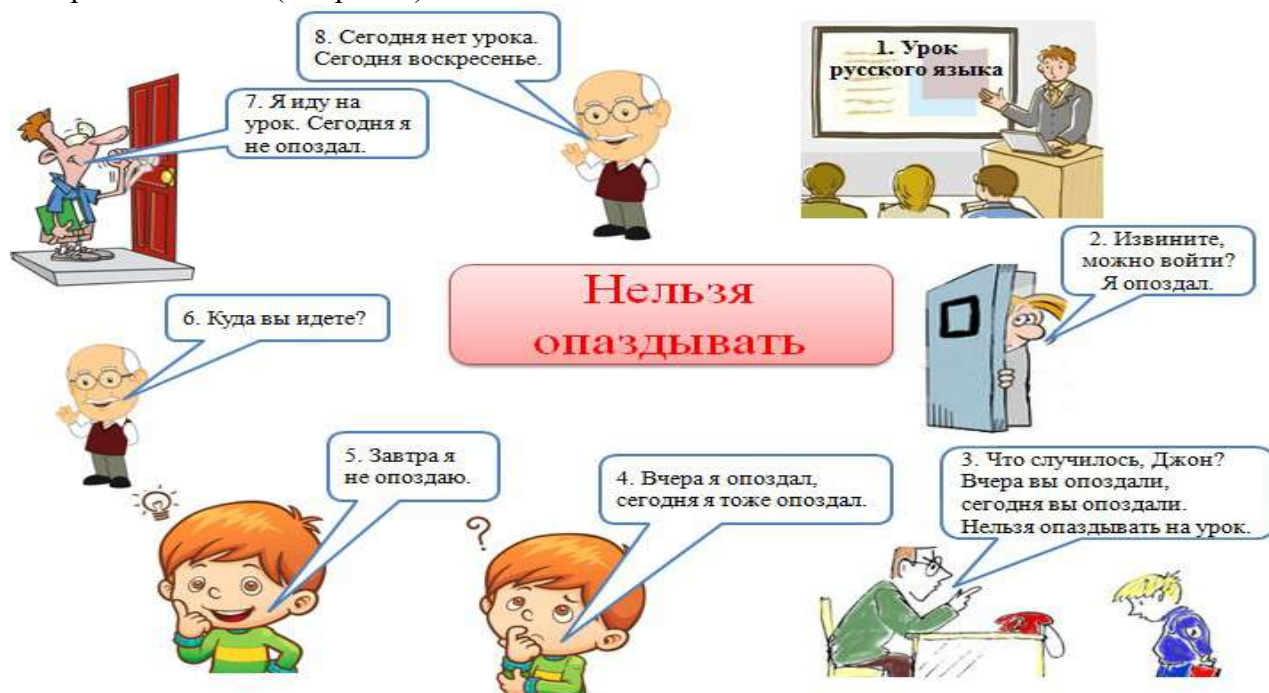 8. Сегодня нет урока.
Сегодня воскресенье.
1. Урок
русского языка
7. Я иду на
урок. Сегодня я
не опоздал.
2. Извините,
можно войти?
Я опоздал.
Нельзя
опаздывать
6. Куда вы идете?
5. Завтра я
не опоздаю.
4. Вчера я опоздал,
сегодня я тоже опоздал.
3. Что случилось, Джон?
Вчера вы опоздали,
сегодня вы опоздали.
Нельзя опаздывать на урок.